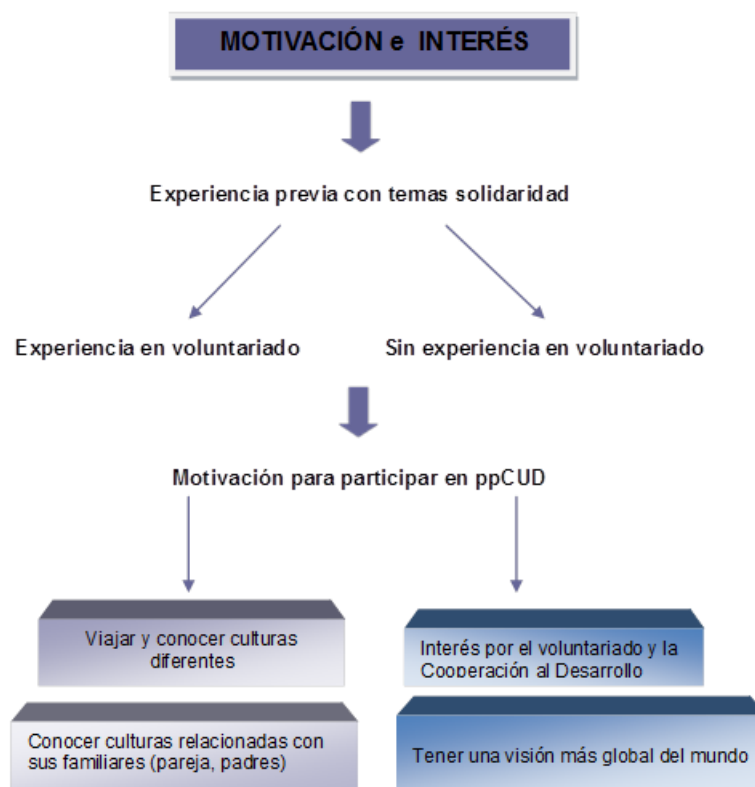 MOTIVACIÓN e INTERÉS
Experiencia previa con temas solidaridad
Experiencia en voluntariado
Sin experiencia en voluntariado
Motivación para participar en ppCUD
Viajar y conocer culturas
diferentes
Interés por el voluntariado y la
Cooperación al Desarrollo
Conocer culturas relacionadas con
sus familiares (pareja, padres)
Tener una visión más global del mundo